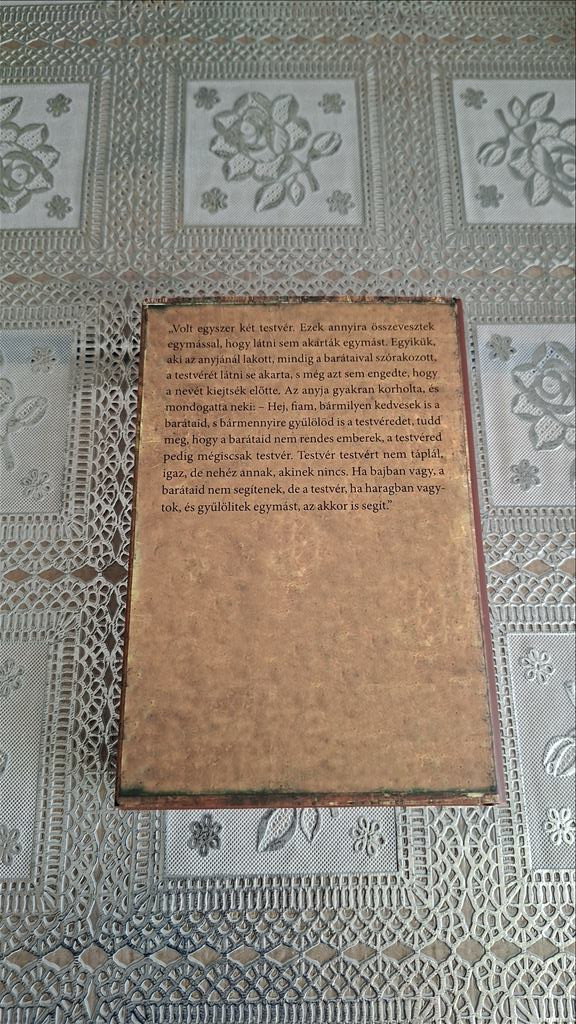 „Volt egyszer két testvér. Ezek annyira összevesztek
egymással, hogy látni sem akarták egymást. Egyikük,
aki az anyjánál lakott, mindig a barátaival szórakozott,
a testvérét látni se akarta, s még azt sem engedte, hogy
a nevét kiejtsék előtte. Az anyja gyakran korholta, és
mondogatta neki: – Hej, fiam, bármilyen kedvesek is a
barátaid, s bármennyire gyűlölöd is a testvéredet, tudd
meg, hogy a barátaid nem rendes emberek, a testvéred
pedig mégiscsak testvér. Testvér testvért nem táplál,
igaz, de nehéz annak, akinek nincs. Ha bajban vagy, a
barátaid nem segítenek, de a testvér, ha haragban vagy-
tok, és gyűlölitek egymást, az akkor is segít.”